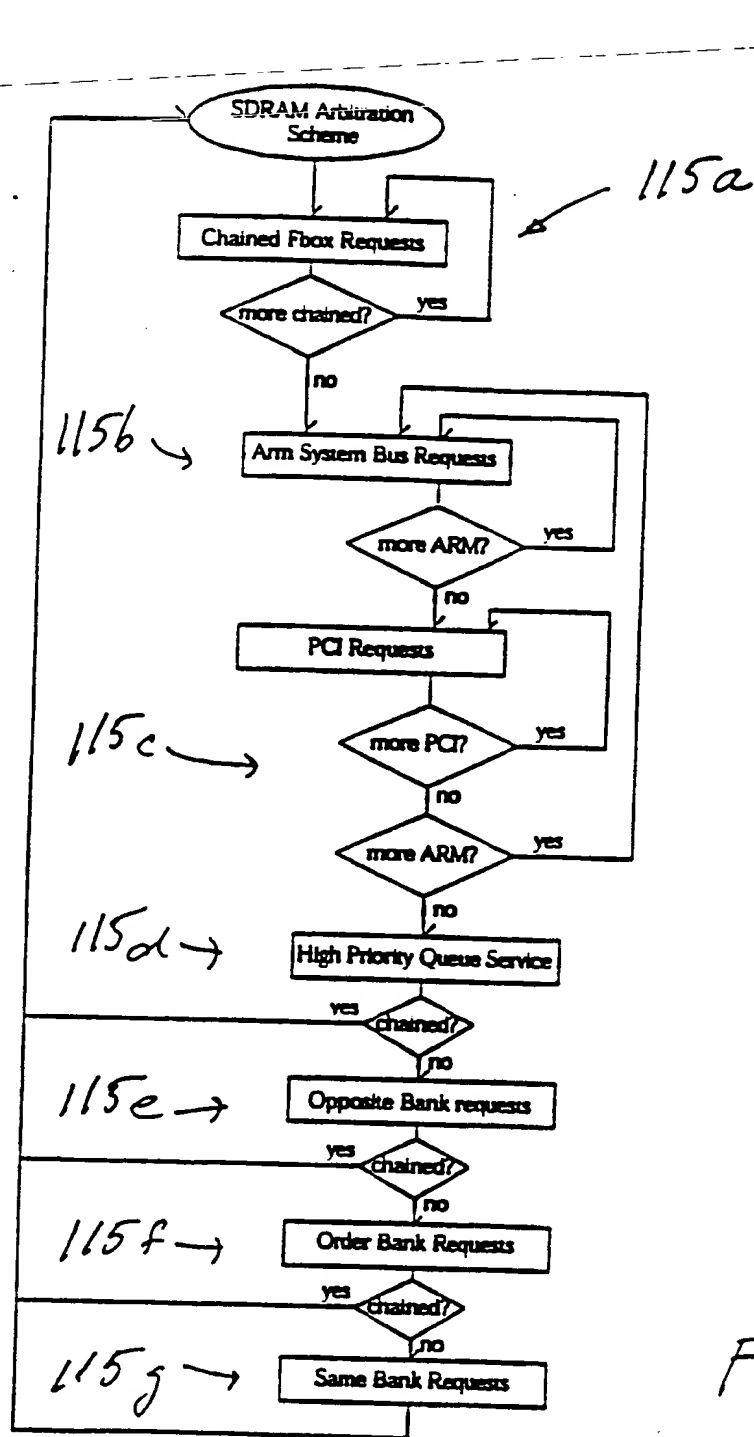 SDRAM Arbitration
Scheme
115a
Chained Fbox Requests
more chained?
yes
no
115b
Arm System Bus Requests
more ARM?
yes
no
PCI Requests
115c
more PCI?
yes
no
more ARM?
yes
no
115d
High Priority Queue Service
yes
chained?
no
115e
Opposite Bank requests
yes
chained?
no
115f
Order Bank Requests
yes
chained?
no
115g
Same Bank Requests
F